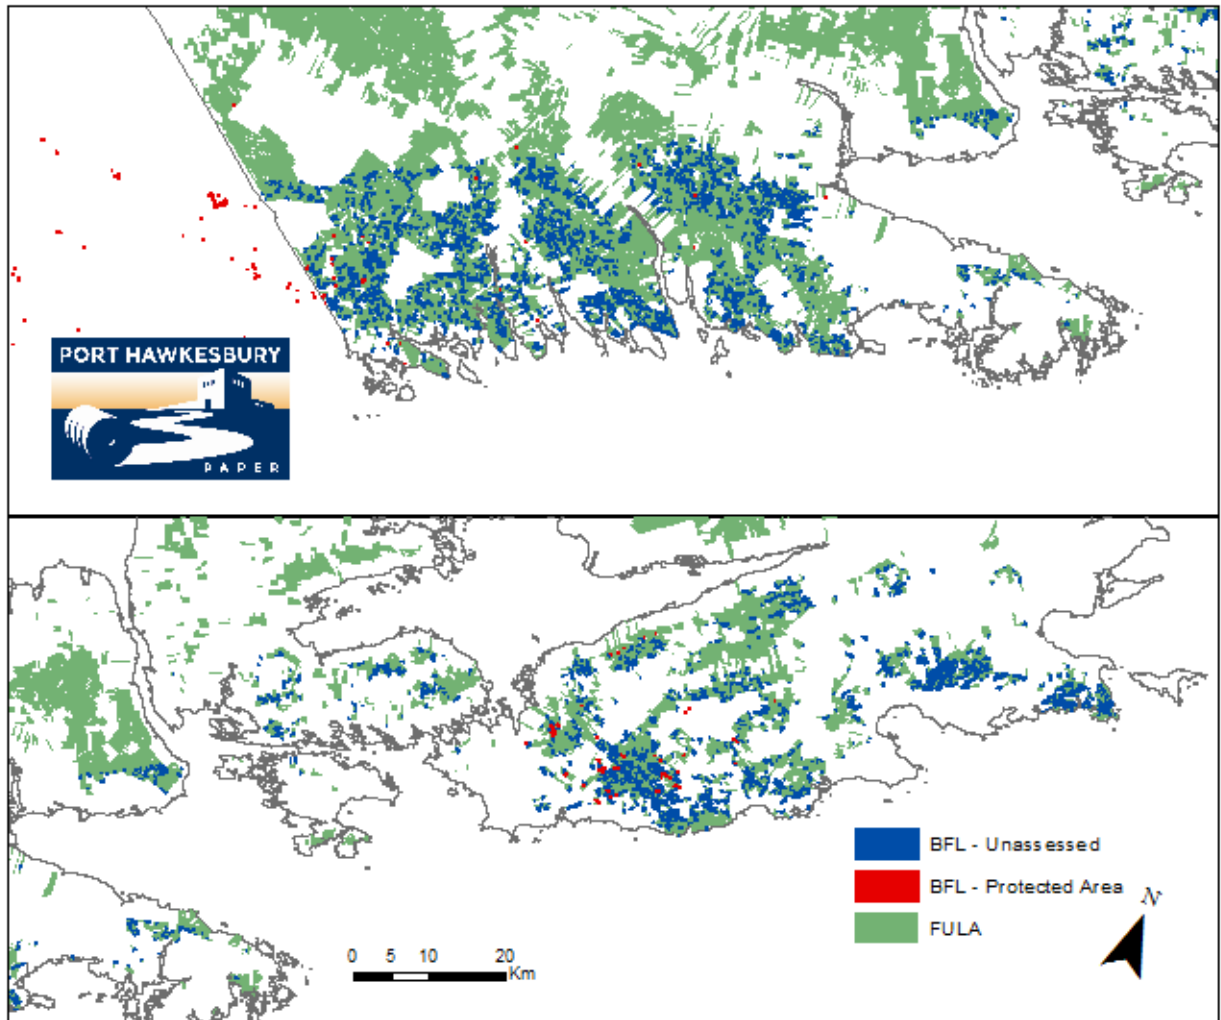 PORT HAWKESBURY
PAPER
BFL - Unassessed
BFL - Protected Area
N
FULA
0 5 10 20
Km